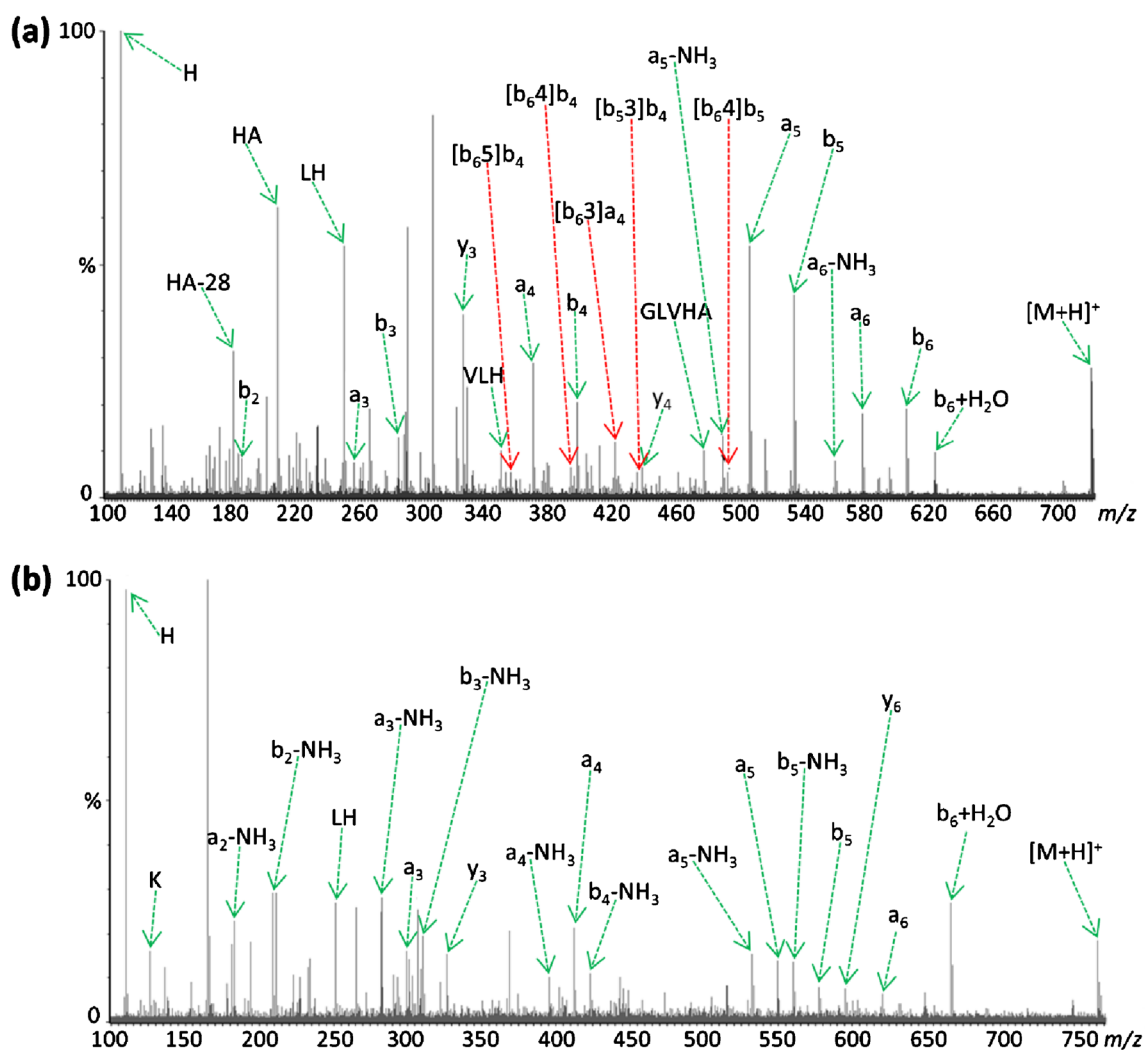 (a)
100
%
0
H
HA
LH
HA-28
b₂
a₃
b₃
y₃
VLH
[b₆5]b₄
[b₆4]b₄
[b₆3]a₄
[b₅3]b₄
[b₆4]b₅
a₄
b₄
y₄
GLVHA
a₅-NH₃
a₅
b₅
a₆-NH₃
a₆
b₆
b₆+H₂O
[M+H]⁺
100 140 180 220 260 300 340 380 420 460 500 540 580 620 660 700 m/z
(b)
100
%
0
H
K
a₂-NH₃
b₂-NH₃
LH
a₃-NH₃
a₃
b₃-NH₃
y₃
a₄-NH₃
a₄
b₄-NH₃
a₅-NH₃
a₅
b₅-NH₃
b₅
y₆
a₆
b₆+H₂O
[M+H]⁺
100 150 200 250 300 350 400 450 500 550 600 650 700 750 m/z